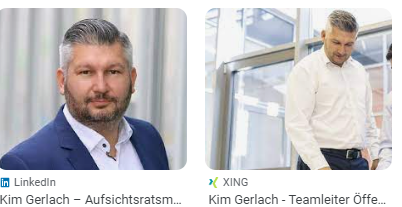 LinkedIn
Kim Gerlach – Aufsichtsratsm...
XING
Kim Gerlach - Teamleiter Öffe...